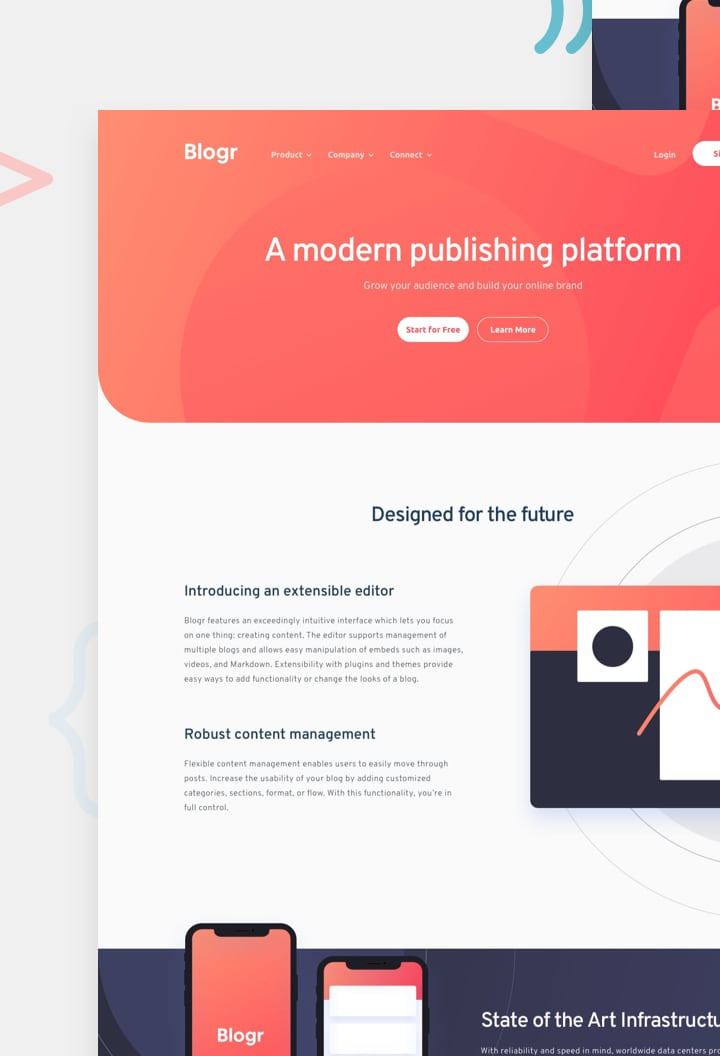 Blogr
Product
Company
Connect
Login
A modern publishing platform
Grow your audience and build your online brand
Start for Free
Learn More
Designed for the future
Introducing an extensible editor
Blogr features an exceedingly intuitive interface which lets you focus
on one thing: creating content. The editor supports management of
multiple blogs and allows easy manipulation of embeds such as images,
videos, and Markdown. Extensibility with plugins and themes provide
easy ways to add functionality or change the looks of a blog.
Robust content management
Flexible content management enables users to easily move through
posts. Increase the usability of your blog by adding customized
categories, sections, format, or flow. With this functionality, you're in
full control.
Blogr
State of the Art
With reliability and speed in mind, worldwide data centers